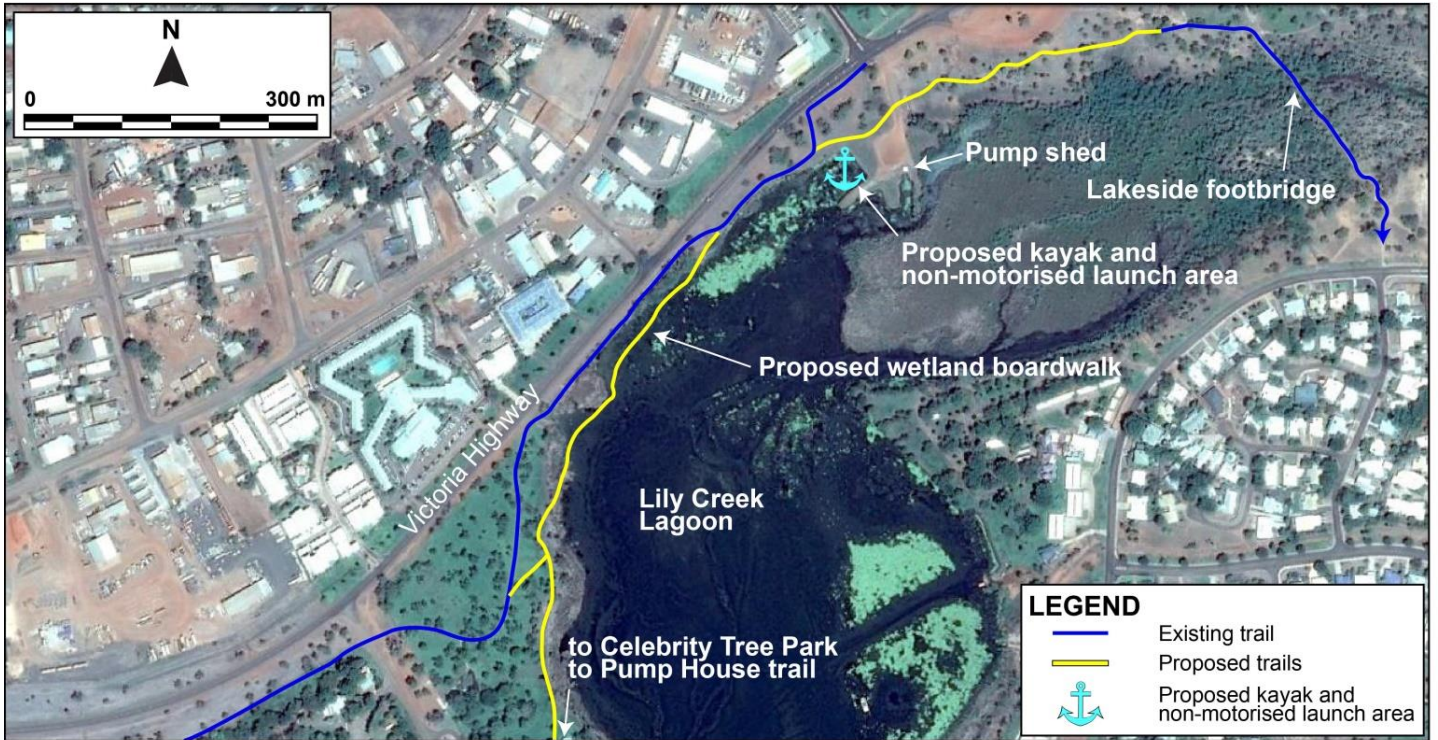 N
0 300 m
Pump shed
Lakeside footbridge
Proposed kayak and
non-motorised launch area
Proposed wetland boardwalk
Victoria Highway
Lily Creek
Lagoon
to Celebrity Tree Park
to Pump House trail
LEGEND
Existing trail
Proposed trails
Proposed kayak and
non-motorised launch area